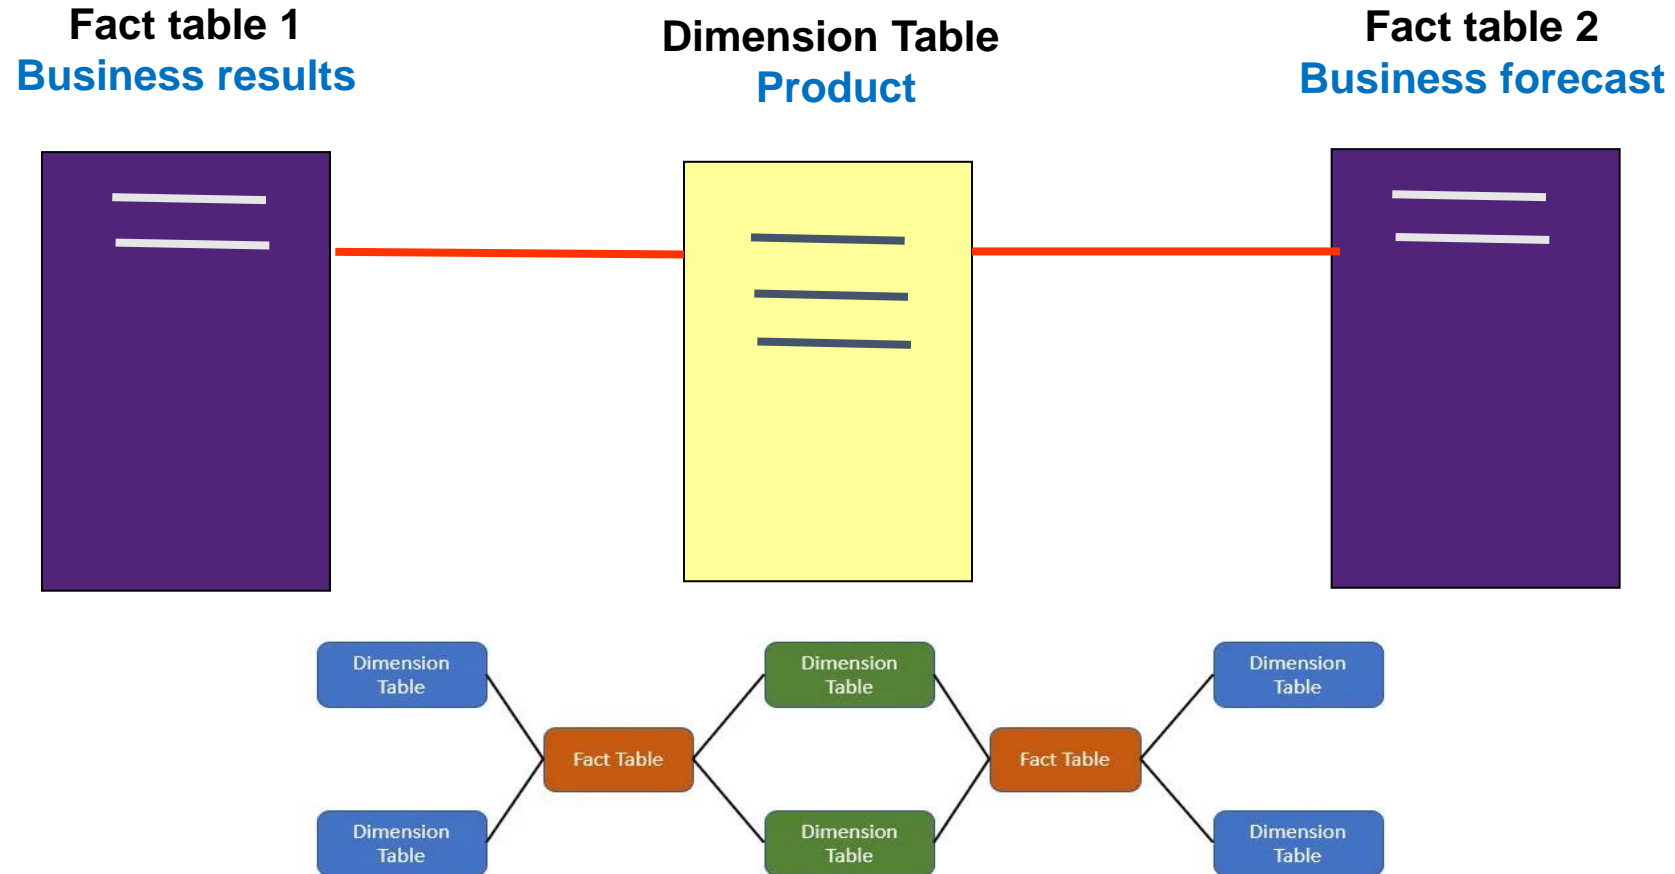 Fact table 1
Business results
Dimension Table
Product
Fact table 2
Business forecast
Dimension
Table
Dimension
Table
Dimension
Table
Fact Table
Fact Table
Dimension
Table
Dimension
Table
Dimension
Table